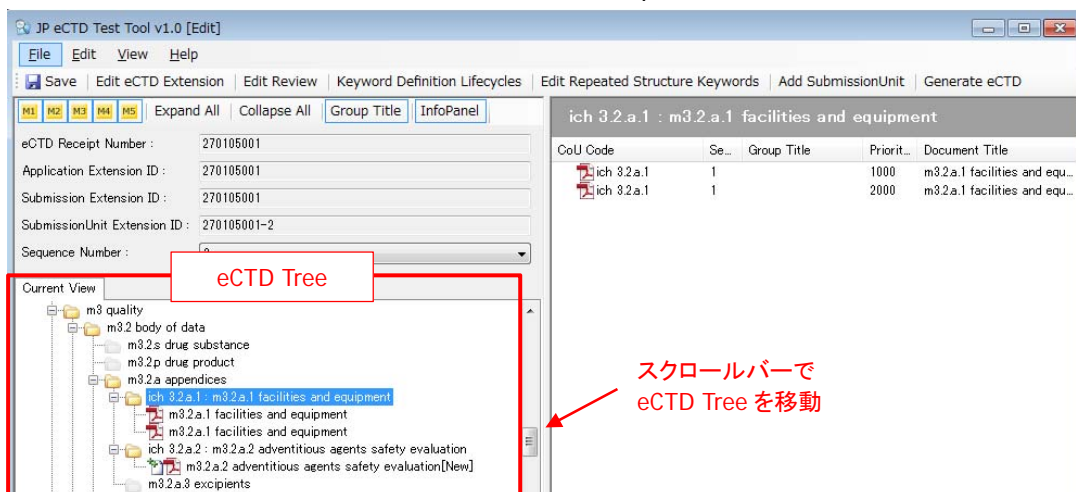 JP eCTD Test Tool v1.0 [Edit]
File Edit View Help
Save Edit eCTD Extension Edit Review Keyword Definition Lifecycles Edit Repeated Structure Keywords Add SubmissionUnit Generate eCTD
M1 M2 M3 M4 M5 Expand All Collapse All Group Title InfoPanel
eCTD Receipt Number : 270105001
Application Extension ID : 270105001
Submission Extension ID : 270105001
SubmissionUnit Extension ID : 270105001-2
Sequence Number :
eCTD Tree
Current View
m3 quality
m3.2 body of data
m3.2.s drug substance
m3.2.p drug product
m3.2.a appendices
ich 3.2.a.1 : m3.2.a.1 facilities and equipment
m3.2.a.1 facilities and equipment
m3.2.a.1 facilities and equipment
ich 3.2.a.2 : m3.2.a.2 adventitious agents safety evaluation
m3.2.a.2 adventitious agents safety evaluation[New]
m3.2.a.3 excipients
ich 3.2.a.1 : m3.2.a.1 facilities and equipment
CoU Code Se... Group Title Priorit... Document Title
ich 3.2.a.1 1 1000 m3.2.a.1 facilities and equ...
ich 3.2.a.1 1 2000 m3.2.a.1 facilities and equ...
スクロールバーで
eCTD Tree を移動